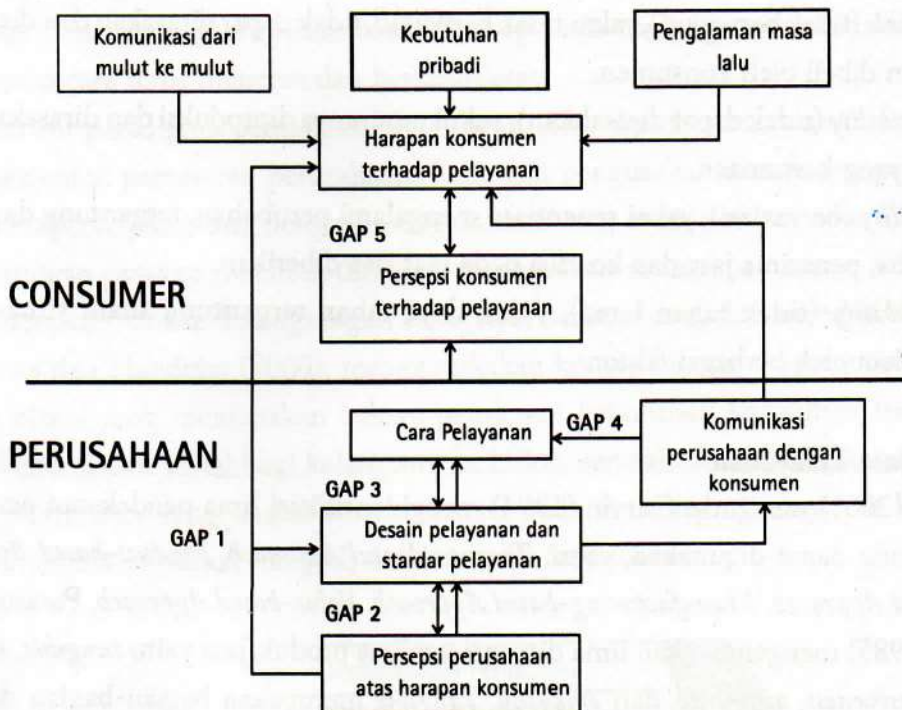 Komunikasi dari
mulut ke mulut
Kebutuhan
pribadi
Pengalaman masa
lalu
Harapan konsumen
terhadap pelayanan
GAP 5
Persepsi konsumen
terhadap pelayanan
CONSUMER
PERUSAHAAN
Cara Pelayanan
GAP 4
Komunikasi
perusahaan dengan
konsumen
GAP 3
GAP 1
Desain pelayanan dan
stardar pelayanan
GAP 2
Persepsi perusahaan
atas harapan konsumen